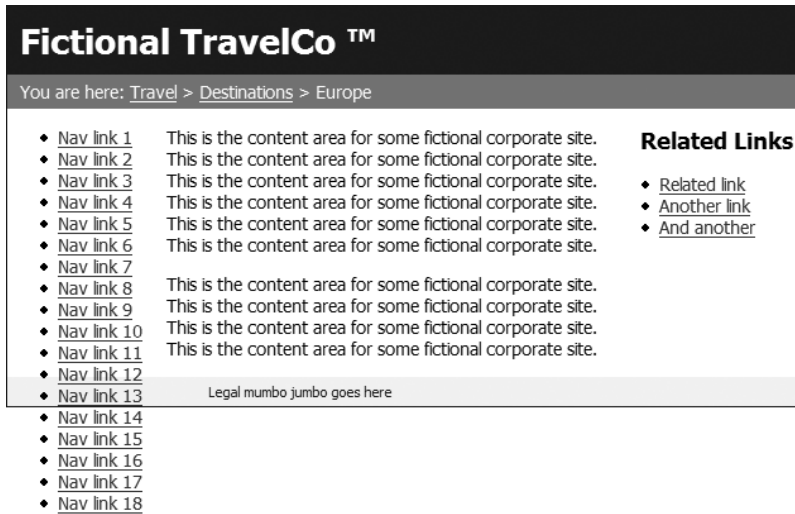 Fictional TravelCo ™
You are here: Travel > Destinations > Europe
Nav link 1
Nav link 2
Nav link 3
Nav link 4
Nav link 5
Nav link 6
Nav link 7
Nav link 8
Nav link 9
Nav link 10
Nav link 11
Nav link 12
Nav link 13
Nav link 14
Nav link 15
Nav link 16
Nav link 17
Nav link 18
This is the content area for some fictional corporate site.
This is the content area for some fictional corporate site.
This is the content area for some fictional corporate site.
This is the content area for some fictional corporate site.
This is the content area for some fictional corporate site.
This is the content area for some fictional corporate site.
This is the content area for some fictional corporate site.
This is the content area for some fictional corporate site.
This is the content area for some fictional corporate site.
This is the content area for some fictional corporate site.
Related Links
Related link
Another link
And another
Legal mumbo jumbo goes here